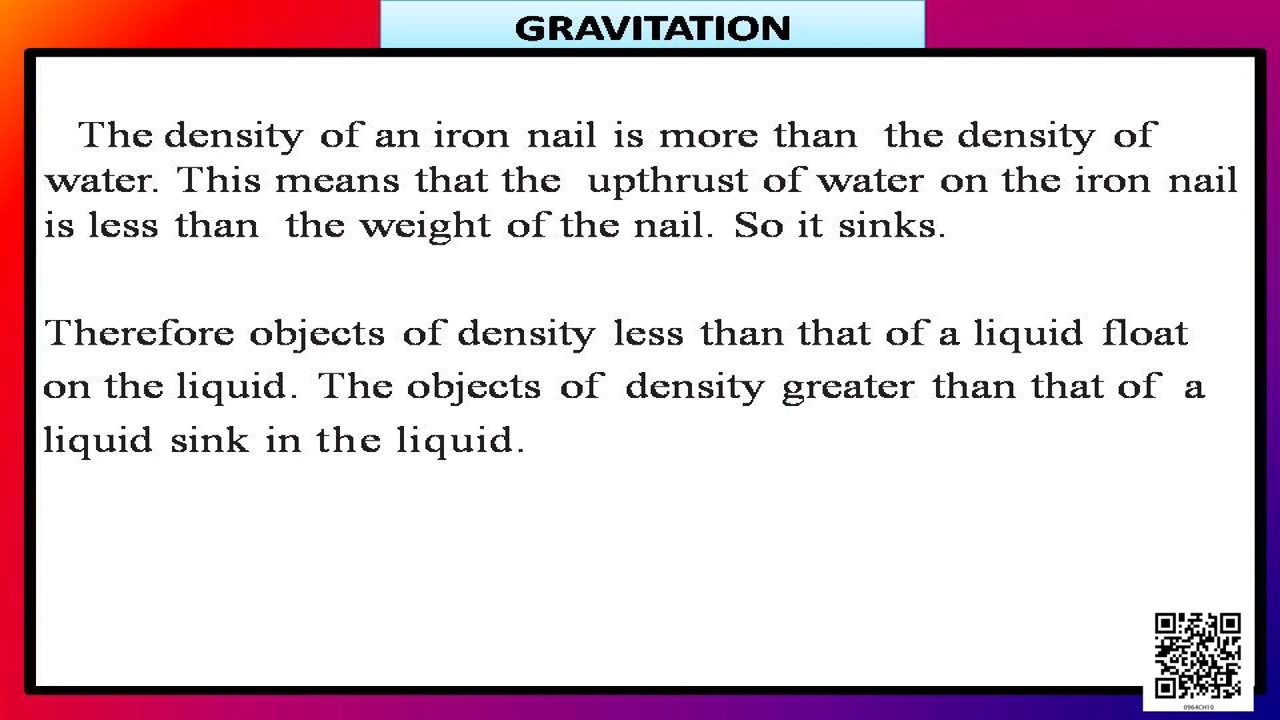 GRAVITATION
The density of an iron nail is more than the density of
water. This means that the upthrust of water on the iron nail
is less than the weight of the nail. So it sinks.
Therefore objects of density less than that of a liquid float
on the liquid. The objects of density greater than that of a
liquid sink in the liquid.
0964CH10